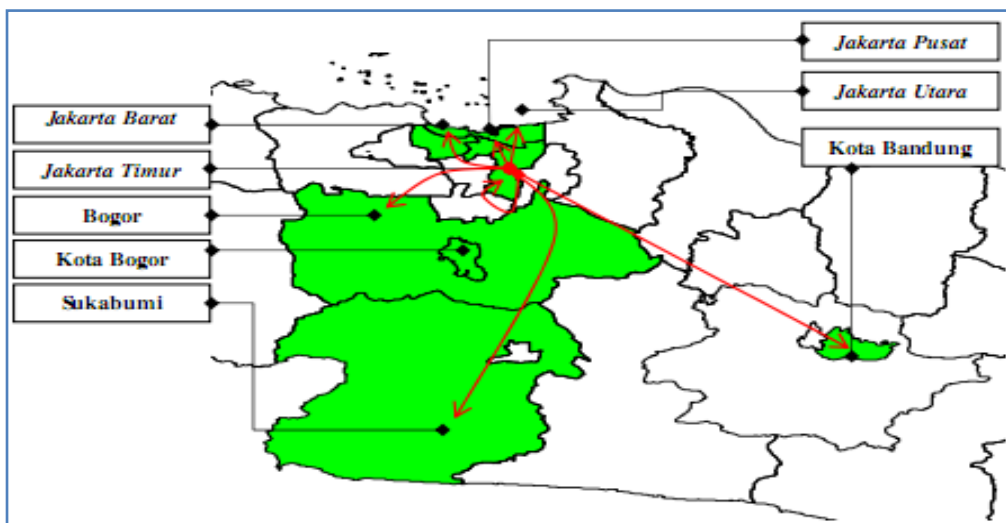 Jakarta Pusat
Jakarta Utara
Kota Bandung
Jakarta Barat
Jakarta Timur
Bogor
Kota Bogor
Sukabumi